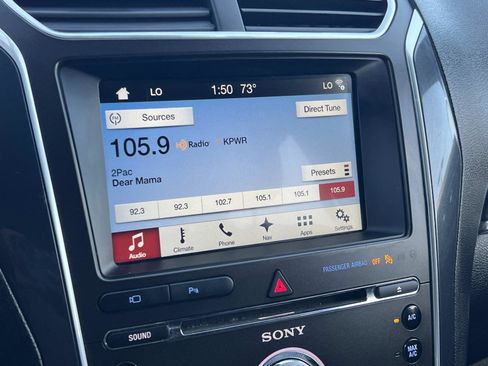 LO 1:50 73° LO
FM Sources
Direct Tune
105.9 HD Radio KPWR
2Pac
Dear Mama
Presets
92.3 92.3 102.7 105.1 105.1 105.9
Audio Climate Phone Nav Apps Settings
PASSENGER AIRBAG OFF
SOUND
SONY
A/C
MAX A/C